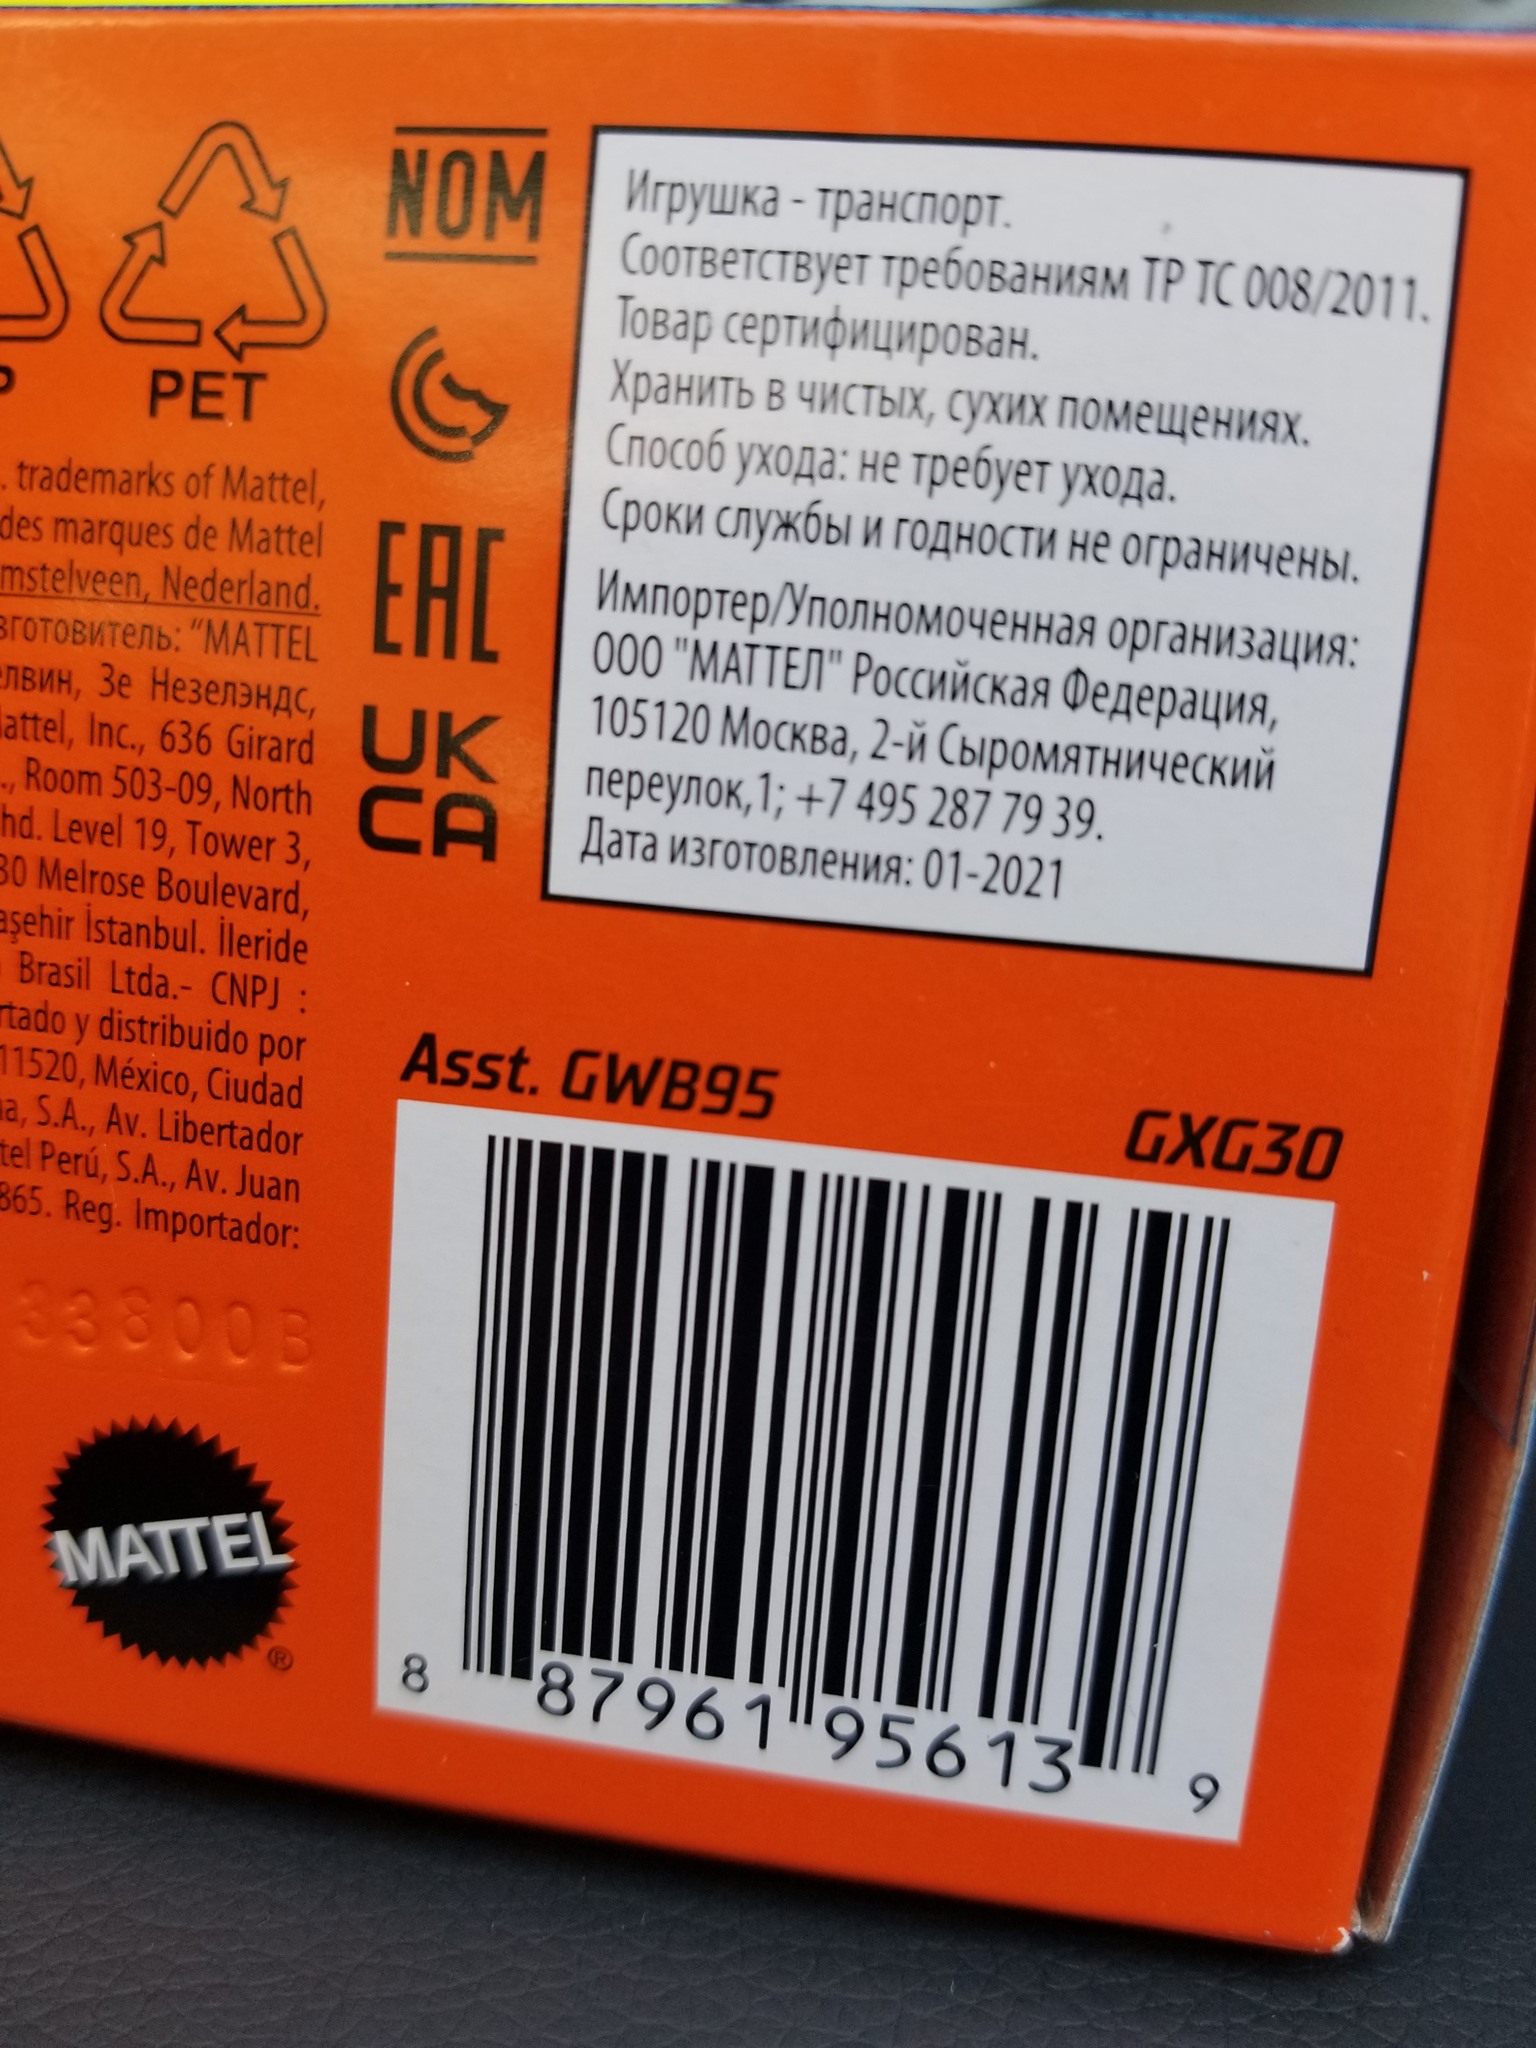 PET
NOM
EAC
UK
CA
. trademarks of Mattel,
des marques de Mattel
mstelveen, Nederland.
зготовитель: "MATTEL
елвин, Зе Незелэндс,
attel, Inc., 636 Girard
., Room 503-09, North
hd. Level 19, Tower 3,
30 Melrose Boulevard,
aşehir İstanbul. İleride
Brasil Ltda.- CNPJ :
rtado y distribuido por
11520, México, Ciudad
na, S.A., Av. Libertador
tel Perú, S.A., Av. Juan
865. Reg. Importador:
33800B
MATTEL®
Игрушка - транспорт.
Соответствует требованиям ТР ТС 008/2011.
Товар сертифицирован.
Хранить в чистых, сухих помещениях.
Способ ухода: не требует ухода.
Сроки службы и годности не ограничены.
Импортер/Уполномоченная организация:
ООО "МАТТЕЛ" Российская Федерация,
105120 Москва, 2-й Сыромятнический
переулок,1; +7 495 287 79 39.
Дата изготовления: 01-2021
Asst. GWB95
GXG30
8 87961 95613 9